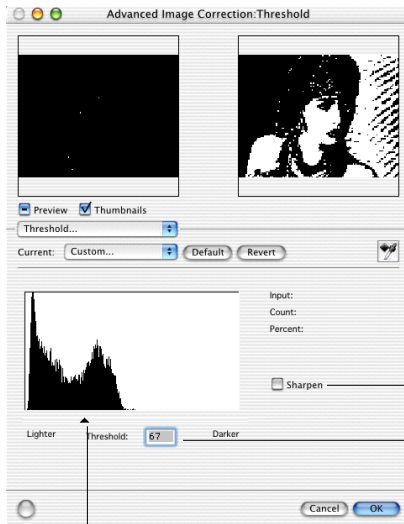 Advanced Image Correction:Threshold
Preview Thumbnails
Threshold...
Current: Custom... Default Revert
Input:
Count:
Percent:
Sharpen
Lighter Threshold: 67 Darker
Cancel OK